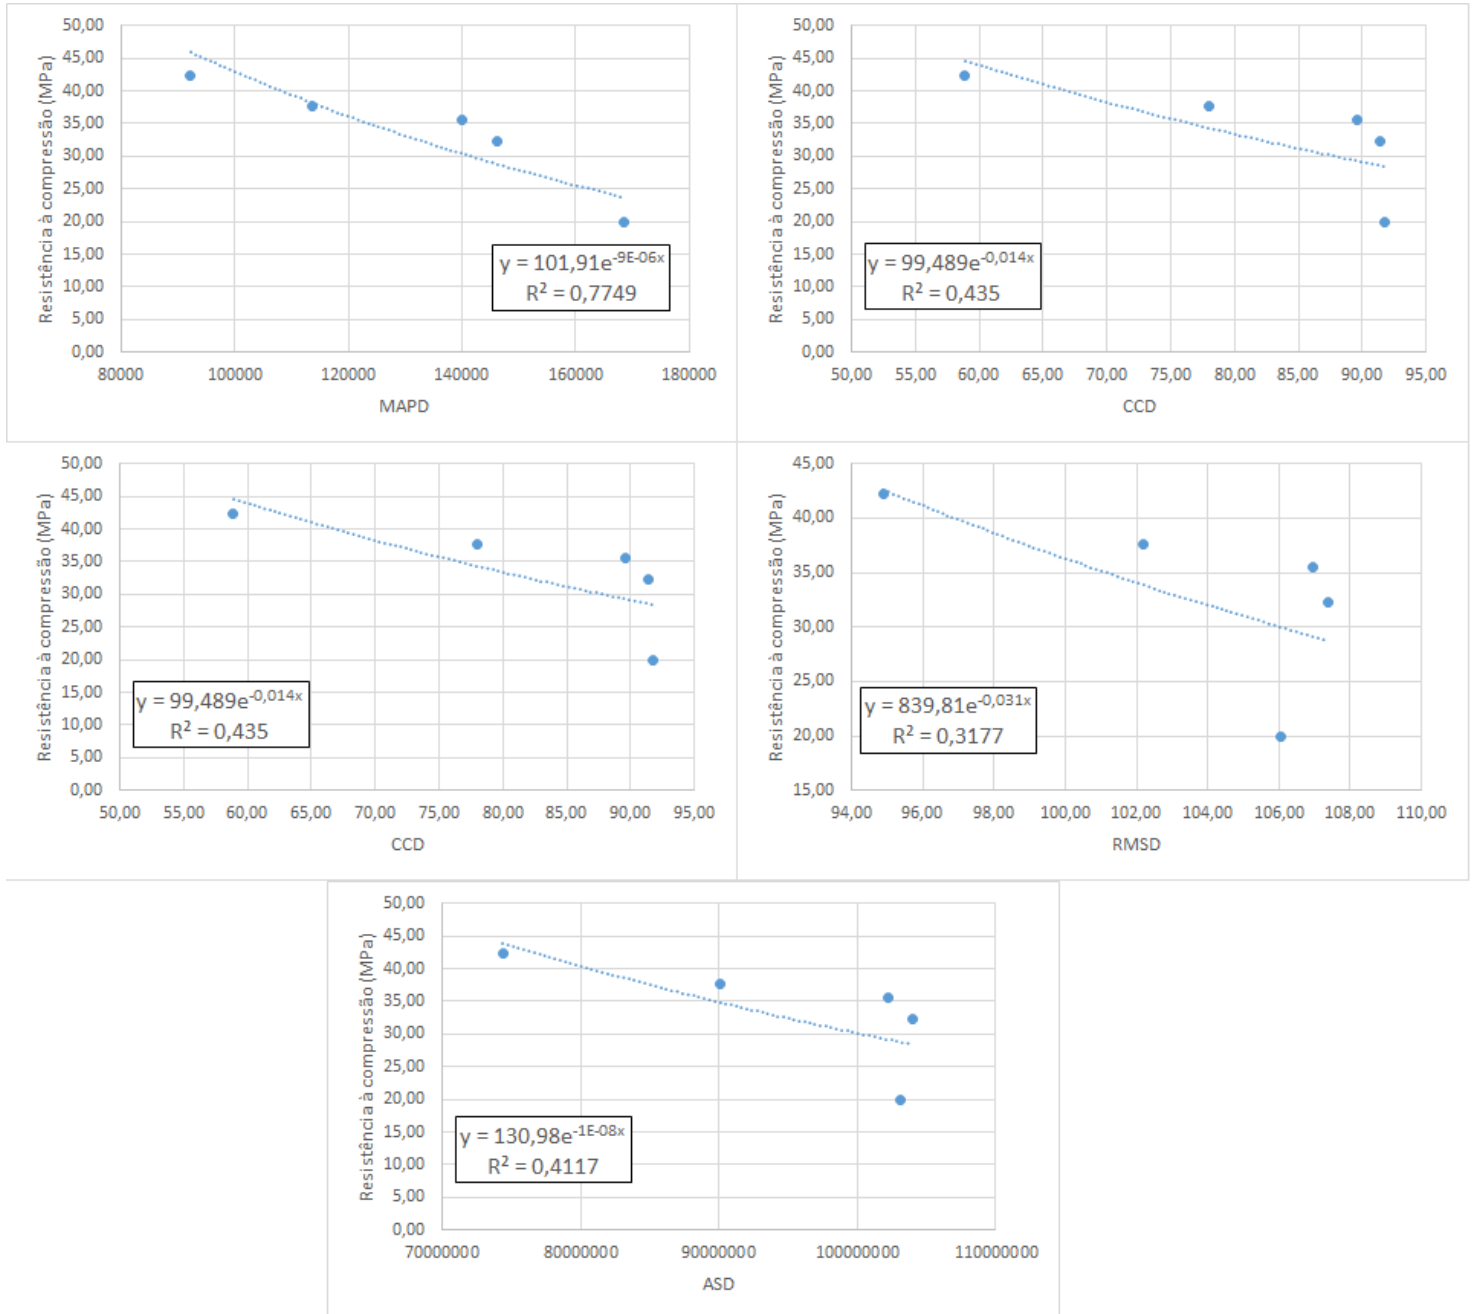 Resistência à compressão (MPa)
50,00
45,00
40,00
35,00
30,00
25,00
20,00
15,00
10,00
5,00
0,00
y = 101,91e^-9E-06x
R² = 0,7749
80000 100000 120000 140000 160000 180000
MAPD
Resistência à compressão (MPa)
50,00
45,00
40,00
35,00
30,00
25,00
20,00
15,00
10,00
5,00
0,00
y = 99,489e^-0,014x
R² = 0,435
50,00 55,00 60,00 65,00 70,00 75,00 80,00 85,00 90,00 95,00
CCD
Resistência à compressão (MPa)
50,00
45,00
40,00
35,00
30,00
25,00
20,00
15,00
10,00
5,00
0,00
y = 99,489e^-0,014x
R² = 0,435
50,00 55,00 60,00 65,00 70,00 75,00 80,00 85,00 90,00 95,00
CCD
Resistência à compressão (MPa)
45,00
40,00
35,00
30,00
25,00
20,00
15,00
y = 839,81e^-0,031x
R² = 0,3177
94,00 96,00 98,00 100,00 102,00 104,00 106,00 108,00 110,00
RMSD
Resistência à compressão (MPa)
50,00
45,00
40,00
35,00
30,00
25,00
20,00
15,00
10,00
5,00
0,00
y = 130,98e^-1E-08x
R² = 0,4117
70000000 80000000 90000000 100000000 110000000
ASD